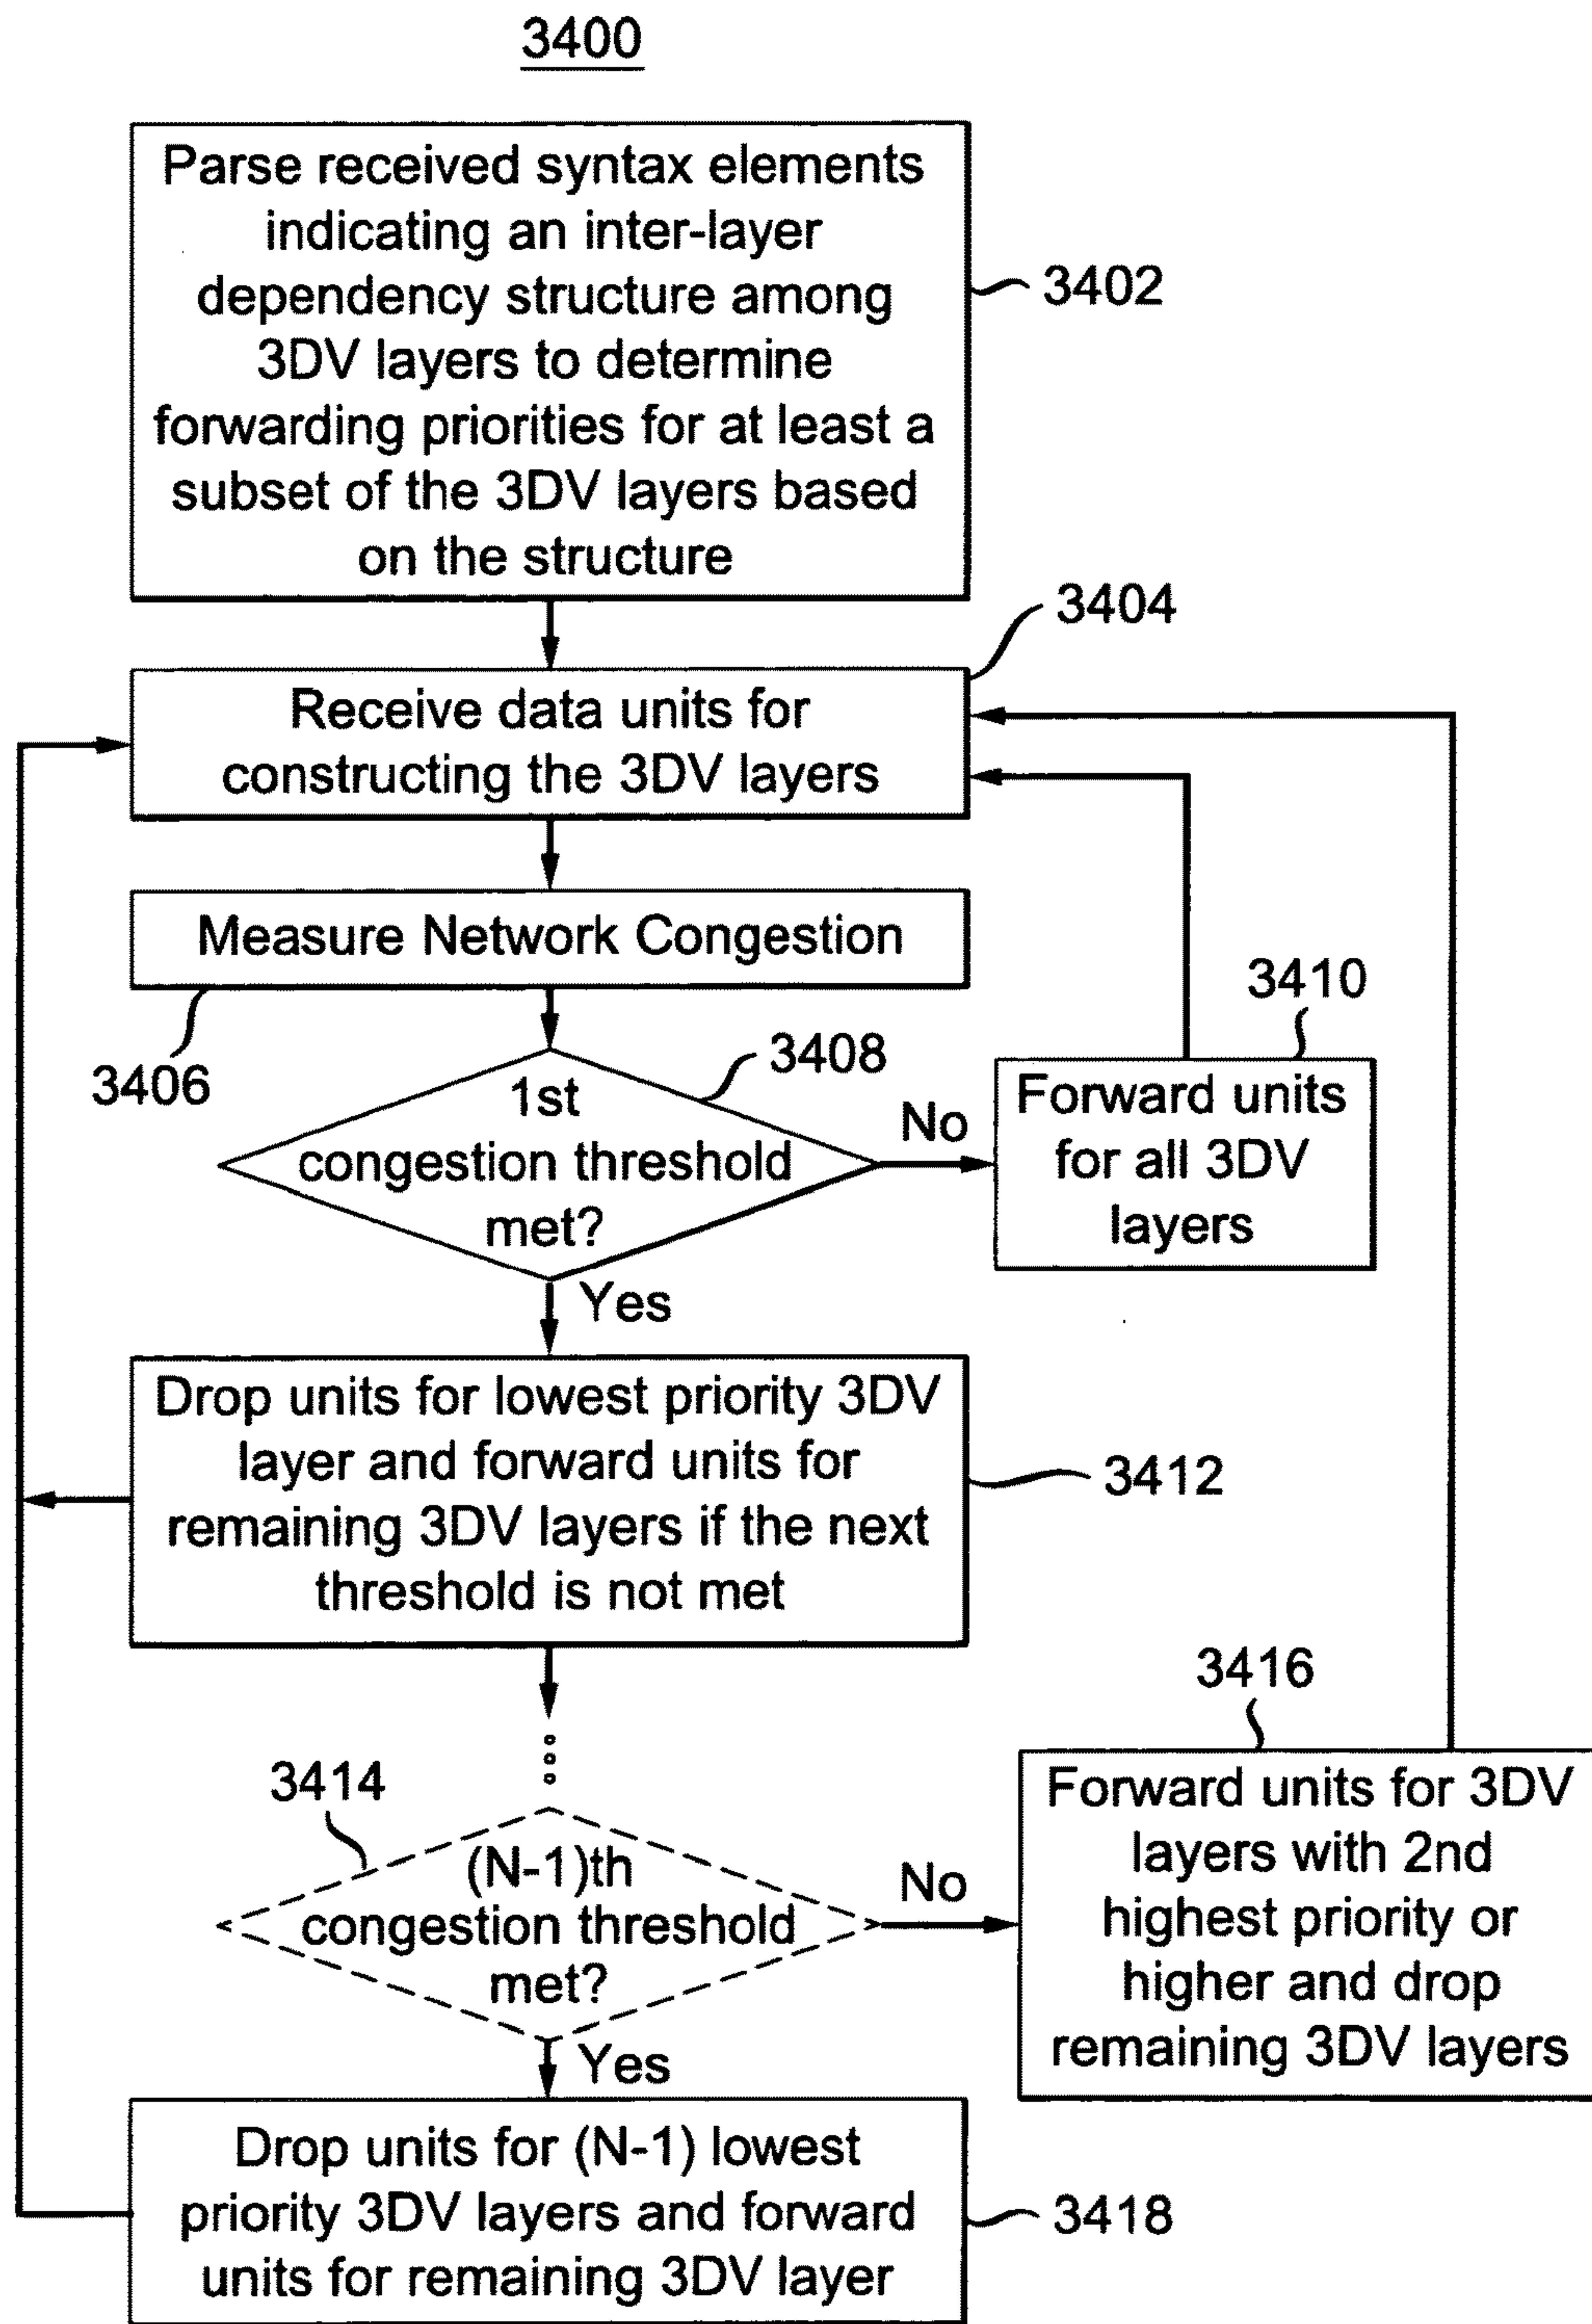 3400
Parse received syntax elements
indicating an inter-layer
dependency structure among
3DV layers to determine
forwarding priorities for at least a
subset of the 3DV layers based
on the structure
3402
3404
Receive data units for
constructing the 3DV layers
Measure Network Congestion
3406
3408
1st
congestion threshold
met?
No
3410
Forward units
for all 3DV
layers
Yes
Drop units for lowest priority 3DV
layer and forward units for
remaining 3DV layers if the next
threshold is not met
3412
3414
(N-1)th
congestion threshold
met?
No
3416
Forward units for 3DV
layers with 2nd
highest priority or
higher and drop
remaining 3DV layers
Yes
Drop units for (N-1) lowest
priority 3DV layers and forward
units for remaining 3DV layer
3418